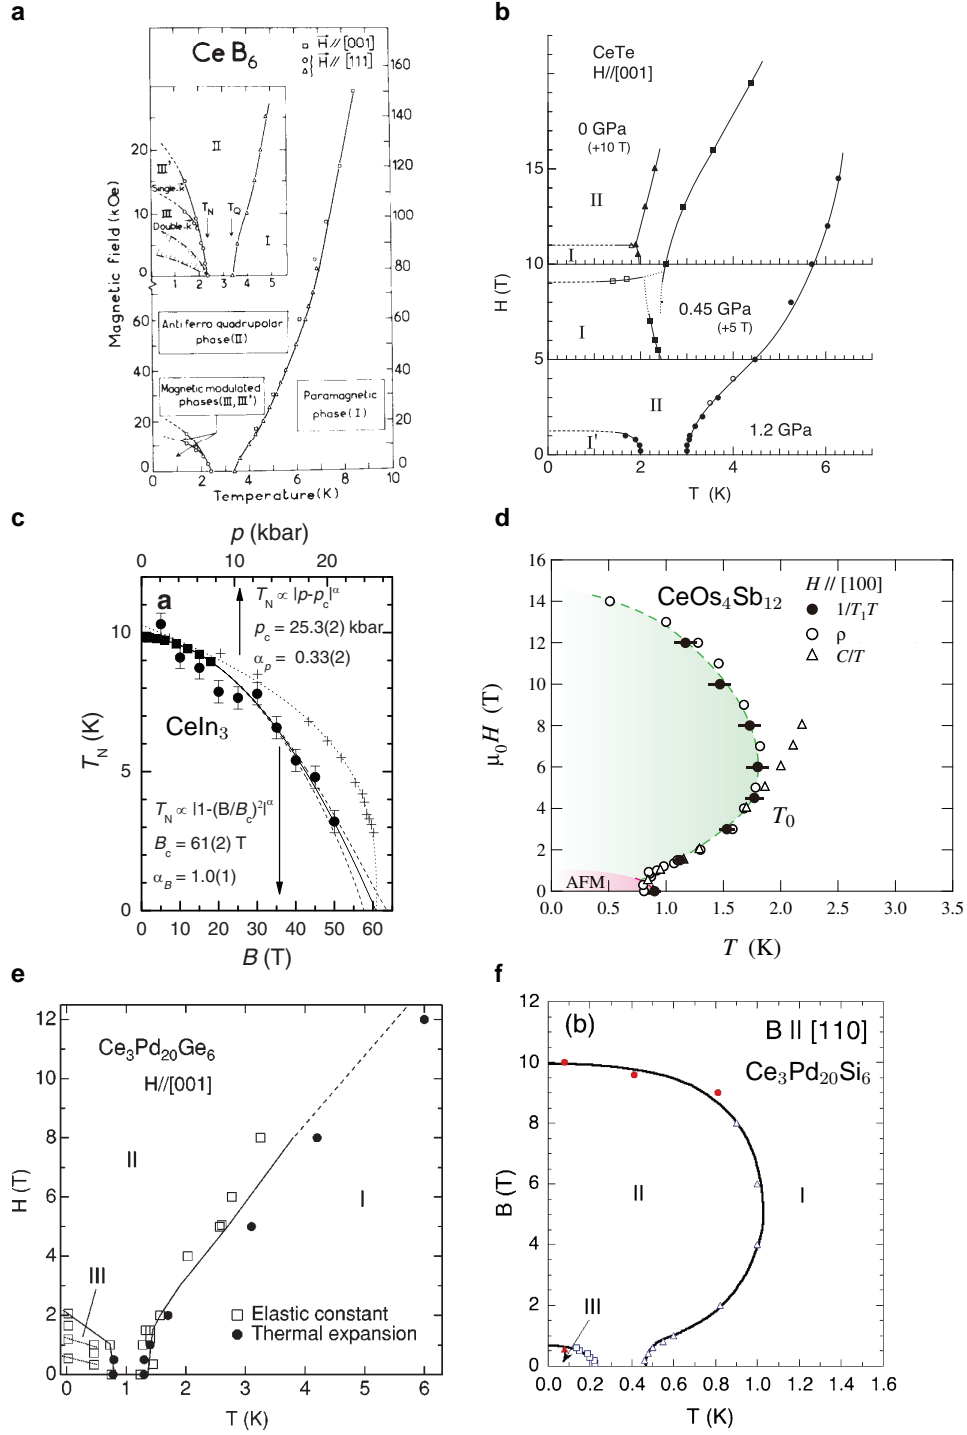 a
CeB6
H // [001]
H // [111]
Magnetic field (kOe)
160
140
120
100
80
60
40
20
0
20
10
0
60
40
20
0
II
III'
Single-k
III
Double-k
TN
TQ
I
0 1 2 3 4 5
Anti ferro quadrupolar
phase(II)
Magnetic modulated
phases(III, III')
Paramagnetic
phase(I)
0 2 4 6 8 10
Temperature(K)
b
CeTe
H//[001]
0 GPa
(+10 T)
II
I
0.45 GPa
(+5 T)
I
II
1.2 GPa
I'
H (T)
15
10
5
0
0 2 4 6
T (K)
c
p (kbar)
0 10 20
a
TN ∝ |p-pc|^α
pc = 25.3(2) kbar
αp = 0.33(2)
CeIn3
TN ∝ |1-(B/Bc)²|^α
Bc = 61(2) T
αB = 1.0(1)
TN (K)
10
5
0
0 10 20 30 40 50 60
B (T)
d
CeOs4Sb12
H // [100]
1/T1T
ρ
C/T
T0
AFM
μ0H (T)
16
14
12
10
8
6
4
2
0
0.0 0.5 1.0 1.5 2.0 2.5 3.0 3.5
T (K)
e
Ce3Pd20Ge6
H//[001]
II
I
III
Elastic constant
Thermal expansion
H (T)
12
10
8
6
4
2
0
0 1 2 3 4 5 6
T (K)
f
(b)
B || [110]
Ce3Pd20Si6
II
I
III
B (T)
12
10
8
6
4
2
0
0.0 0.2 0.4 0.6 0.8 1.0 1.2 1.4 1.6
T (K)